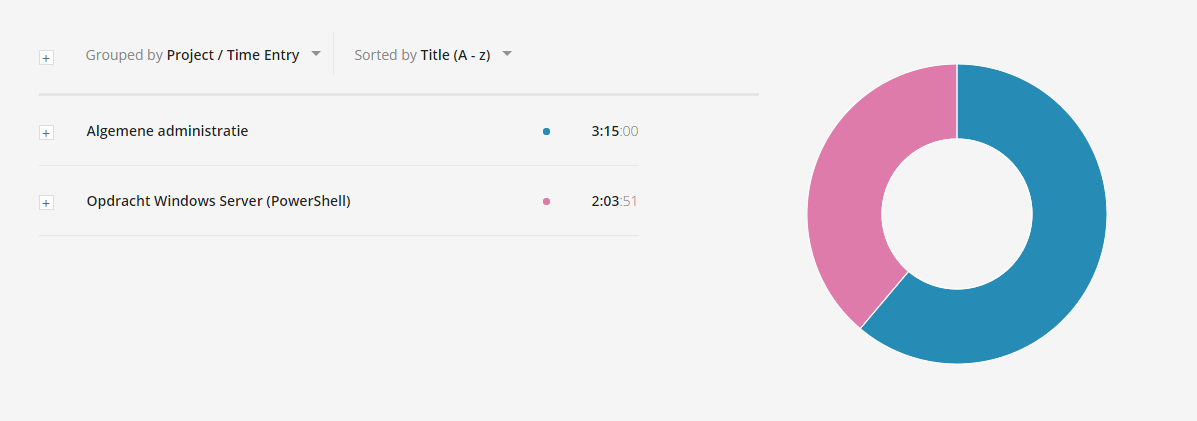 Grouped by Project / Time Entry Sorted by Title (A - z)
Algemene administratie 3:15:00
Opdracht Windows Server (PowerShell) 2:03:51